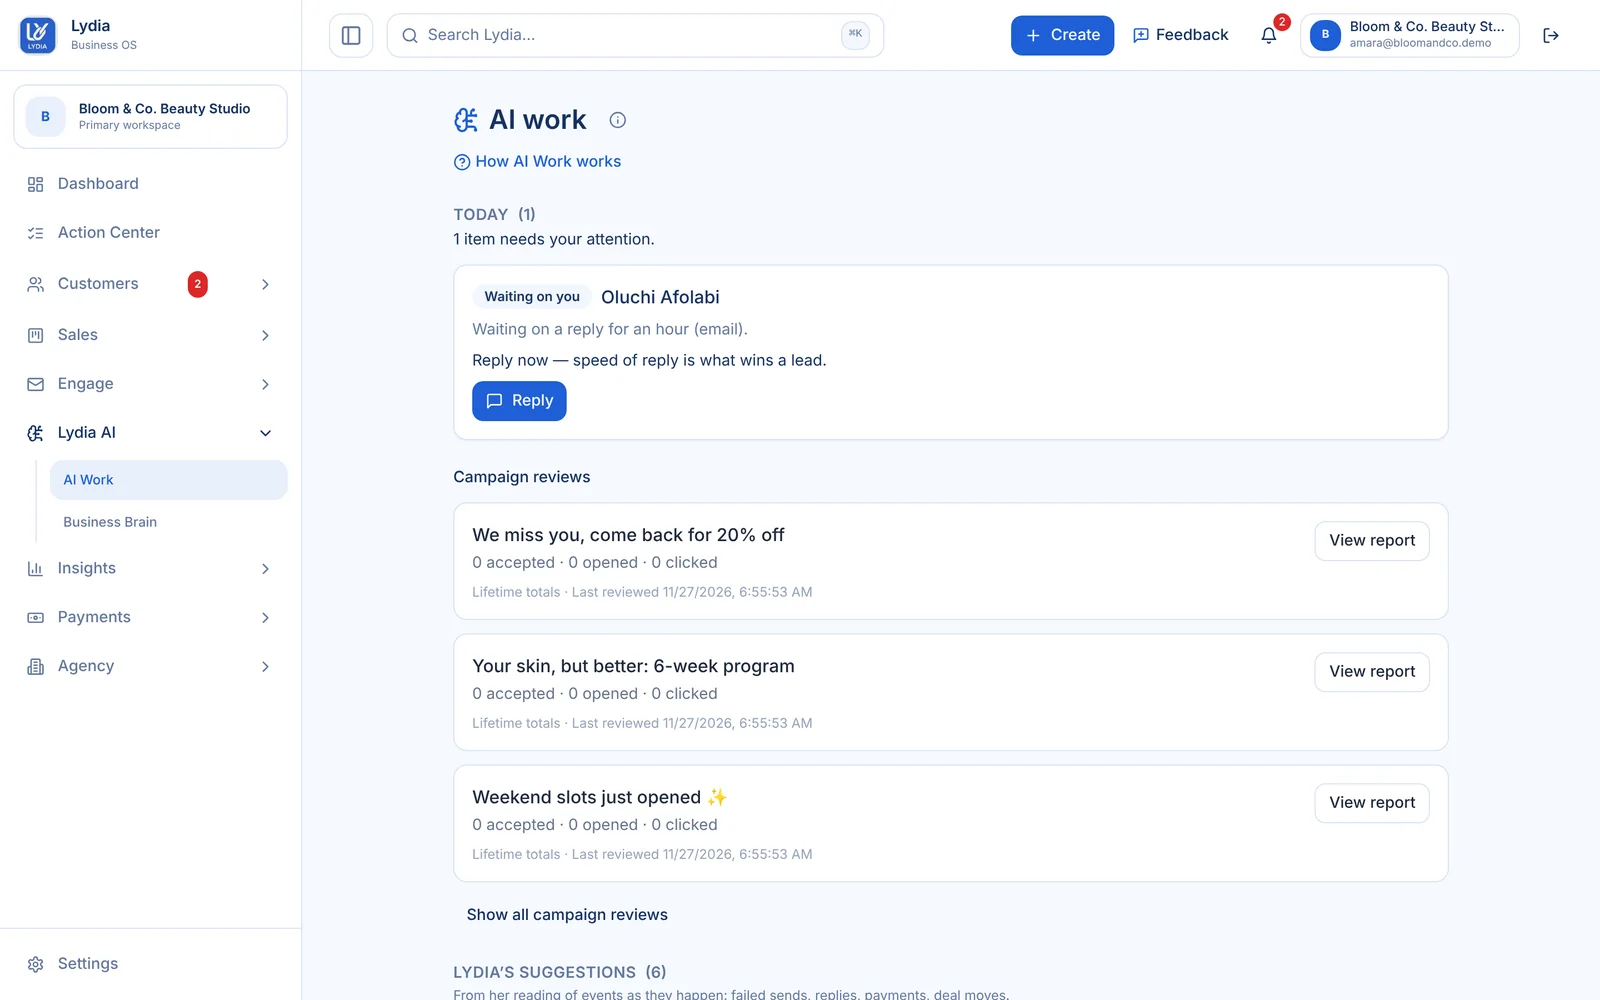 LYDIA
Lydia
Business OS
Search Lydia...
⌘K
Create
Feedback
2
B
Bloom & Co. Beauty St...
amara@bloomandco.demo
B
Bloom & Co. Beauty Studio
Primary workspace
Dashboard
Action Center
Customers
2
Sales
Engage
Lydia AI
AI Work
Business Brain
Insights
Payments
Agency
Settings
AI work
How AI Work works
TODAY (1)
1 item needs your attention.
Waiting on you
Oluchi Afolabi
Waiting on a reply for an hour (email).
Reply now — speed of reply is what wins a lead.
Reply
Campaign reviews
We miss you, come back for 20% off
0 accepted · 0 opened · 0 clicked
Lifetime totals · Last reviewed 11/27/2026, 6:55:53 AM
View report
Your skin, but better: 6-week program
0 accepted · 0 opened · 0 clicked
Lifetime totals · Last reviewed 11/27/2026, 6:55:53 AM
View report
Weekend slots just opened ✨
0 accepted · 0 opened · 0 clicked
Lifetime totals · Last reviewed 11/27/2026, 6:55:53 AM
View report
Show all campaign reviews
LYDIA’S SUGGESTIONS (6)
From her reading of events as they happen: failed sends, replies, payments, deal moves.